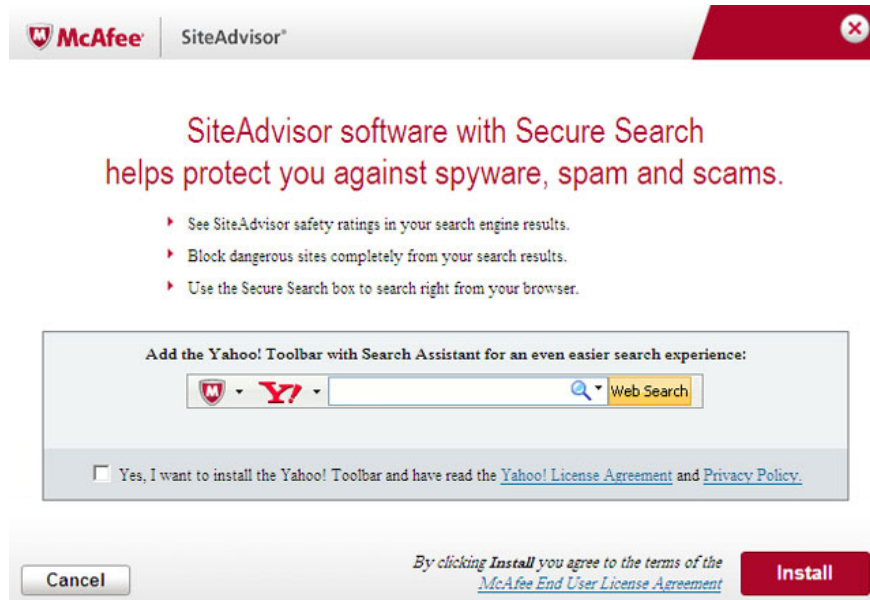 McAfee SiteAdvisor®
SiteAdvisor software with Secure Search
helps protect you against spyware, spam and scams.
See SiteAdvisor safety ratings in your search engine results.
Block dangerous sites completely from your search results.
Use the Secure Search box to search right from your browser.
Add the Yahoo! Toolbar with Search Assistant for an even easier search experience:
Y! Web Search
Yes, I want to install the Yahoo! Toolbar and have read the Yahoo! License Agreement and Privacy Policy.
By clicking Install you agree to the terms of the
McAfee End User License Agreement
Cancel
Install